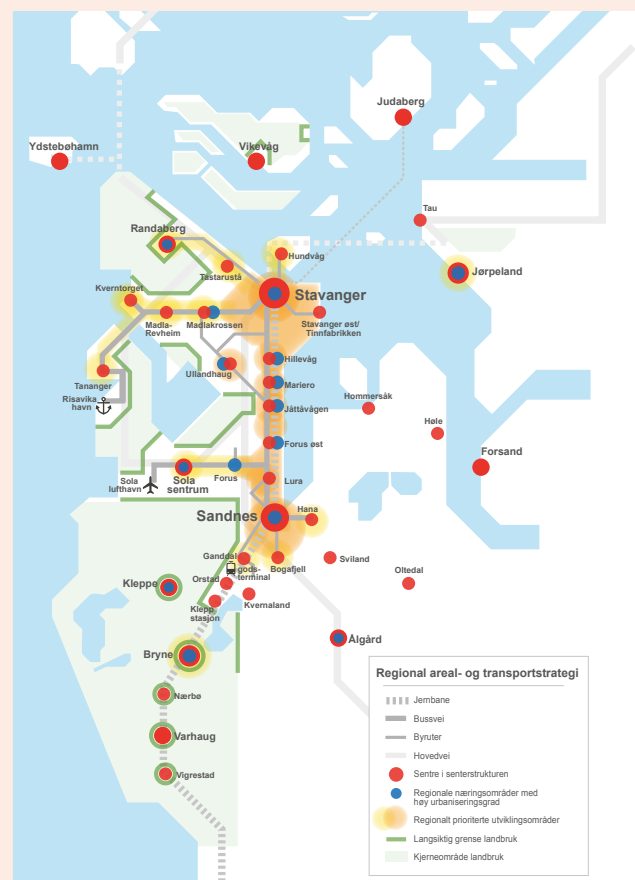 Judaberg
Ydstebøhamn
Vikevåg
Tau
Randaberg
Hundvåg
Tastarustå
Jørpeland
Kverntorget
Stavanger
Madla-
Revheim
Madlakrossen
Stavanger øst/
Tinnfabrikken
Hillevåg
Ullandhaug
Tananger
Mariero
Risavika
havn
Jåttåvågen
Hommersåk
Høle
Forus øst
Forsand
Sola
lufthavn
Sola
sentrum
Forus
Lura
Sandnes
Hana
Ganddal
gods-
terminal
Bogafjell
Sviland
Oltedal
Orstad
Kleppe
Klepp
stasjon
Kvernaland
Ålgård
Bryne
Nærbø
Varhaug
Vigrestad
Regional areal- og transportstrategi
Jernbane
Bussvei
Byruter
Hovedvei
Sentre i senterstrukturen
Regionale næringsområder med
høy urbaniseringsgrad
Regionalt prioriterte utviklingsområder
Langsiktig grense landbruk
Kjerneområde landbruk